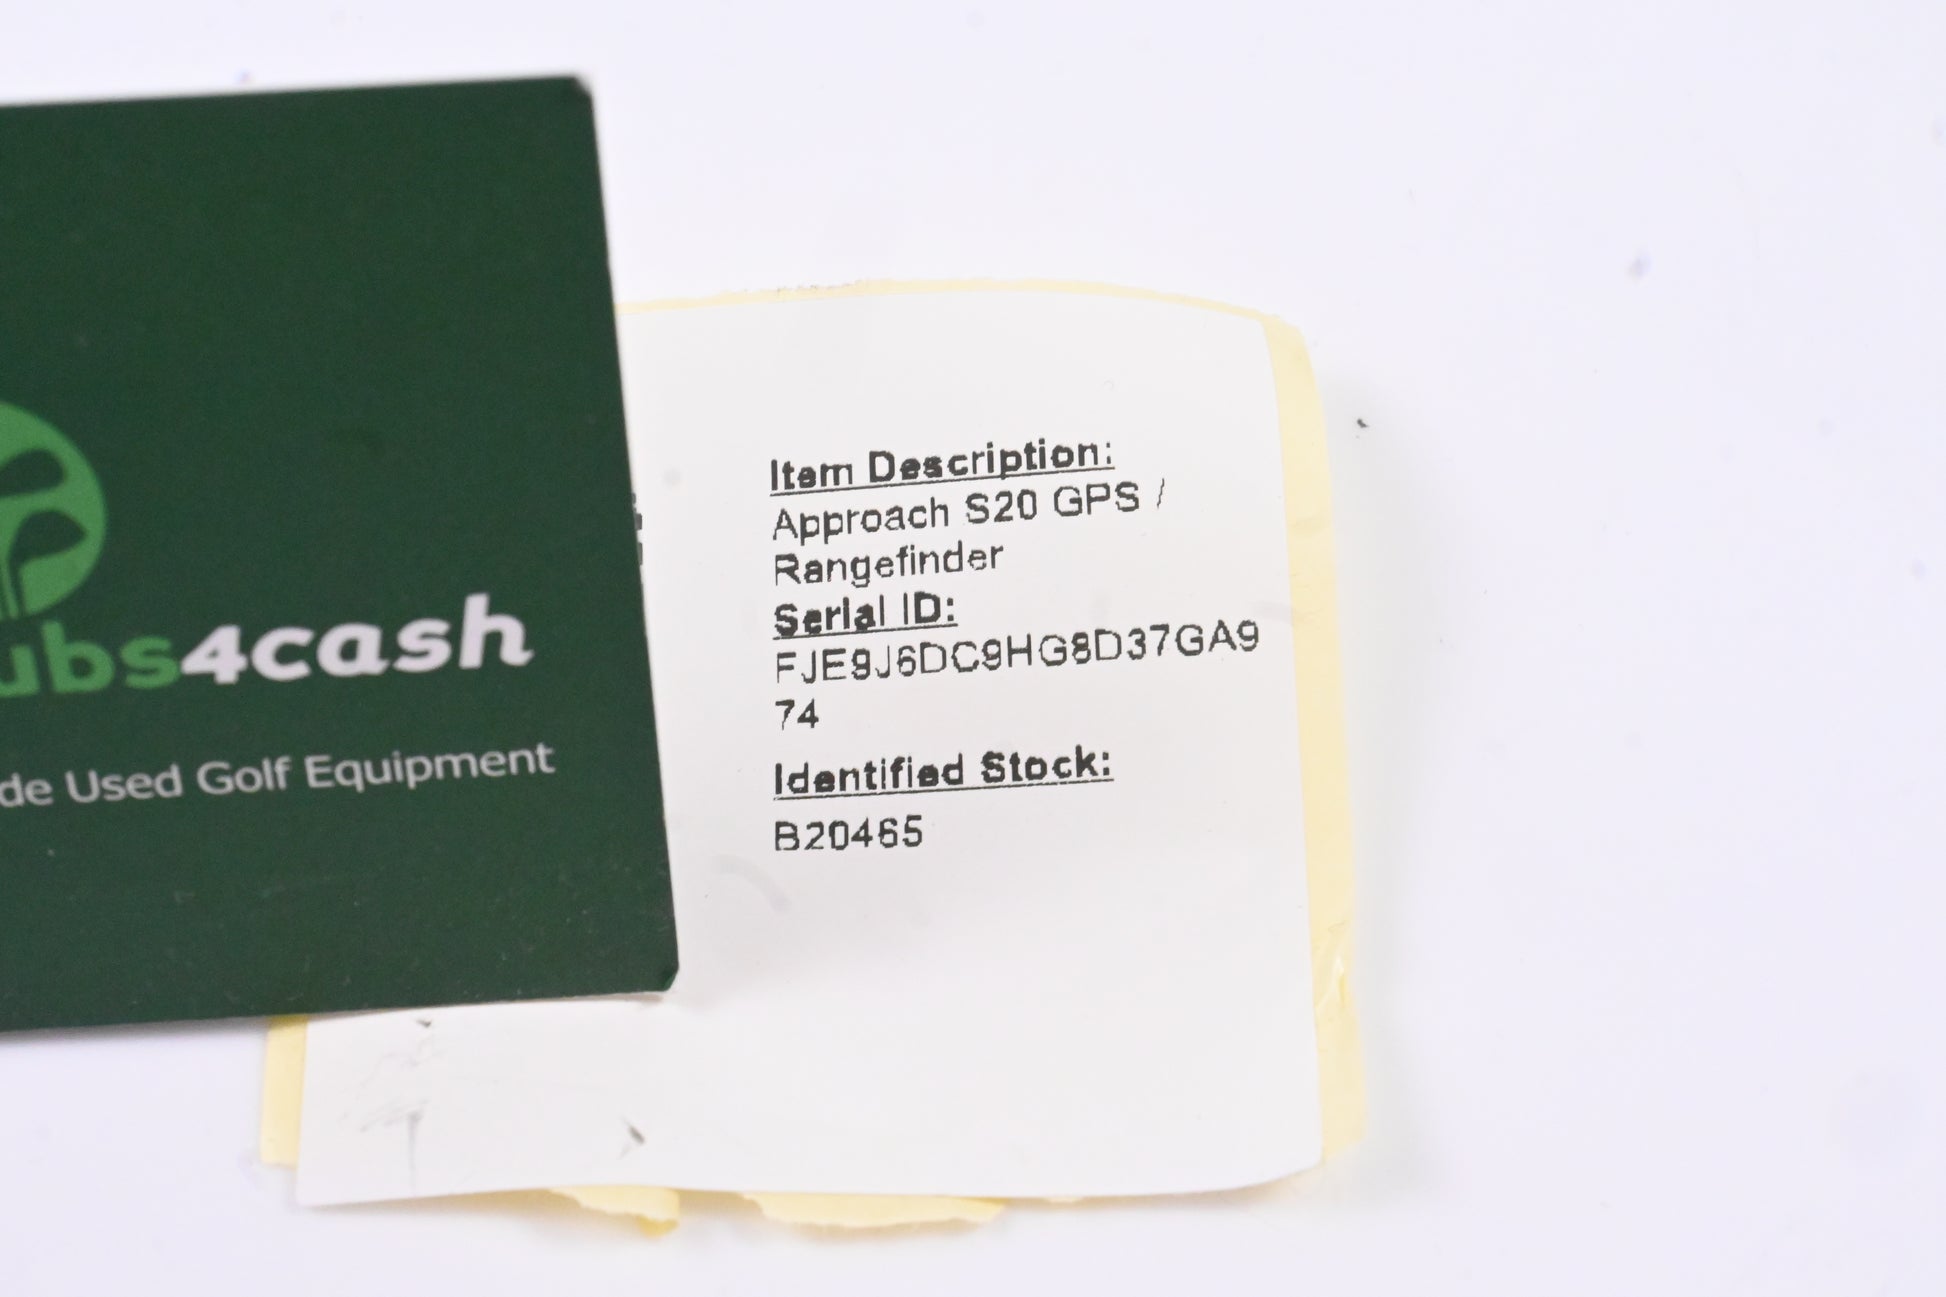 ubs4cash
de Used Golf Equipment
Item Description:
Approach S20 GPS /
Rangefinder
Serial ID:
FJE9J6DC9HG8D37GA9
74
Identified Stock:
B20465